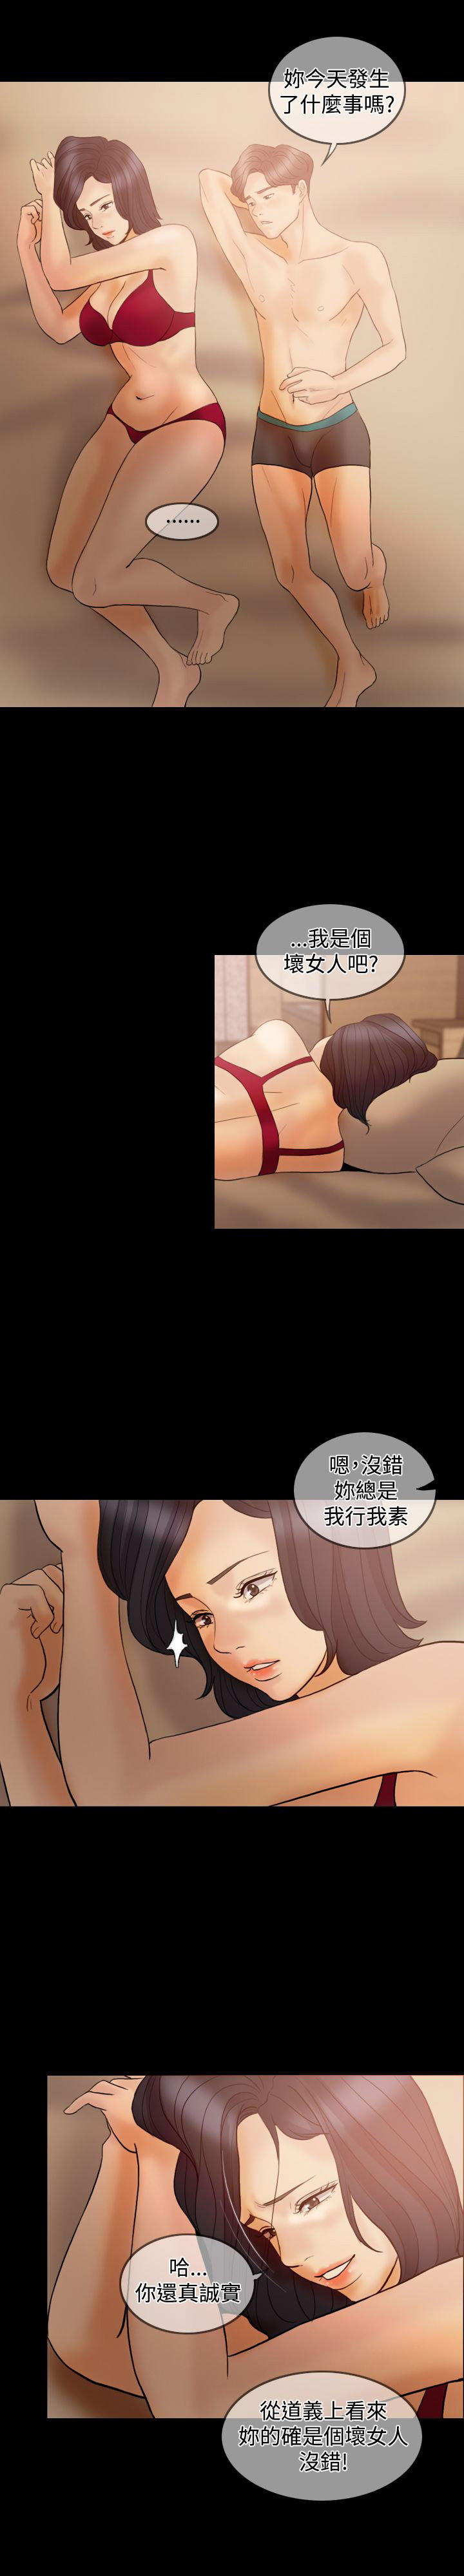 妳今天發生
了什麼事嗎?
……
…我是個
壞女人吧?
嗯，沒錯
妳總是
我行我素
哈…
你還真誠實
從道義上看來
妳的確是個壞女人
沒錯!